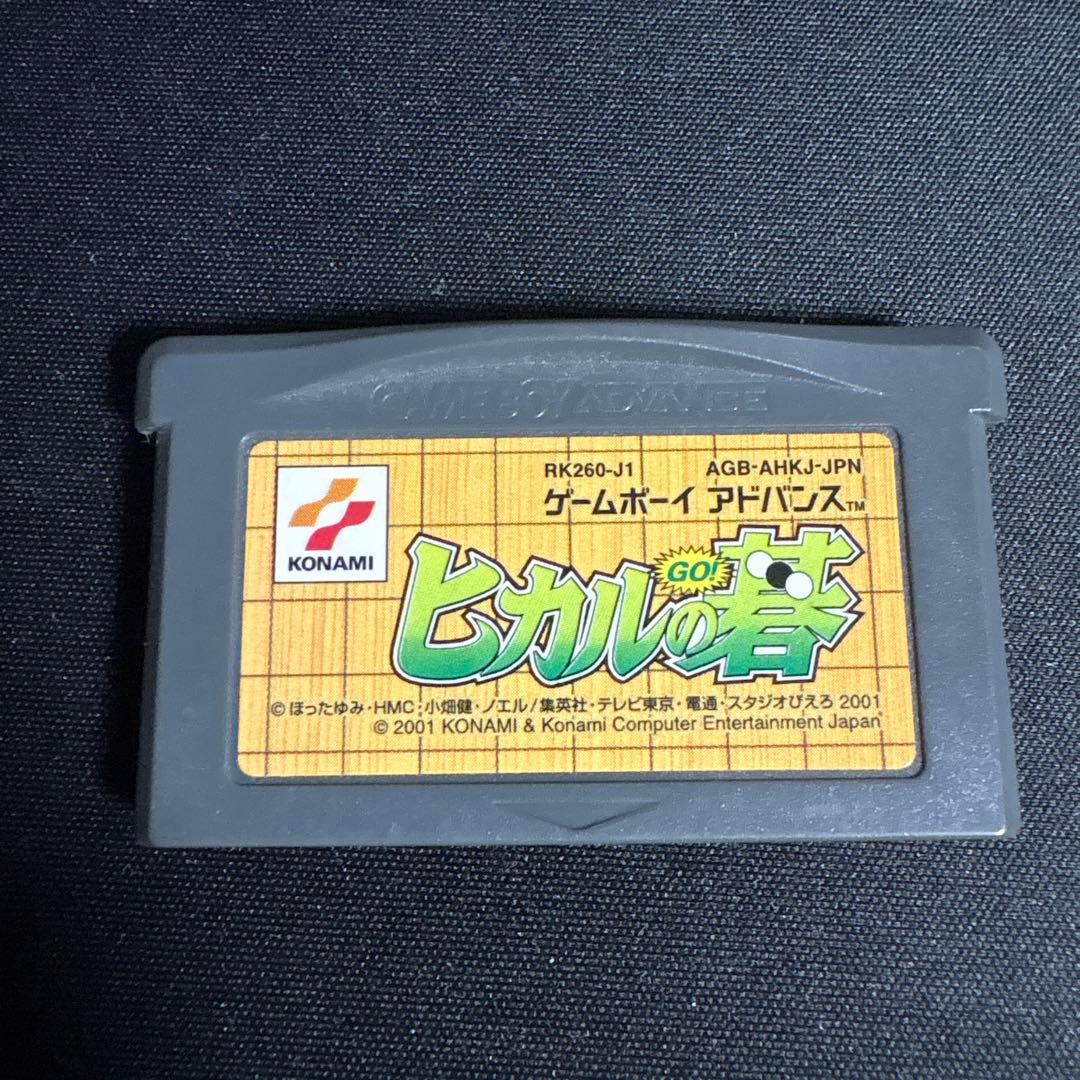 GAME BOY ADVANCE
RK260-J1 AGB-AHKJ-JPN
ゲームボーイ アドバンス™
KONAMI
GO!
ヒカルの碁
©ほったゆみ・HMC・小畑健・ノエル/集英社・テレビ東京・電通・スタジオぴえろ 2001
© 2001 KONAMI & Konami Computer Entertainment Japan